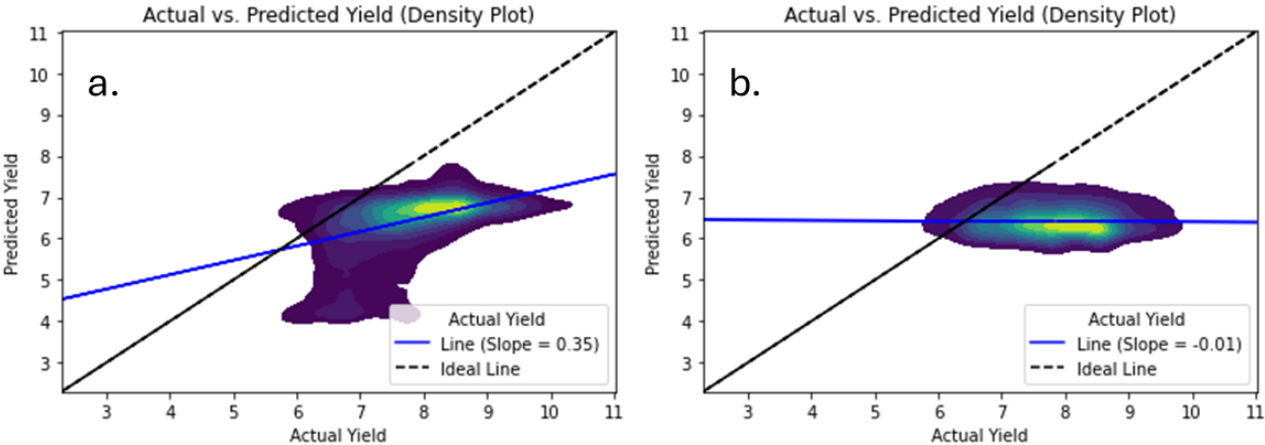 Actual vs. Predicted Yield (Density Plot)
a.
11
10
9
8
7
6
5
4
3
Predicted Yield
3 4 5 6 7 8 9 10 11
Actual Yield
Actual Yield
Line (Slope = 0.35)
Ideal Line
Actual vs. Predicted Yield (Density Plot)
b.
11
10
9
8
7
6
5
4
3
Predicted Yield
3 4 5 6 7 8 9 10 11
Actual Yield
Actual Yield
Line (Slope = -0.01)
Ideal Line